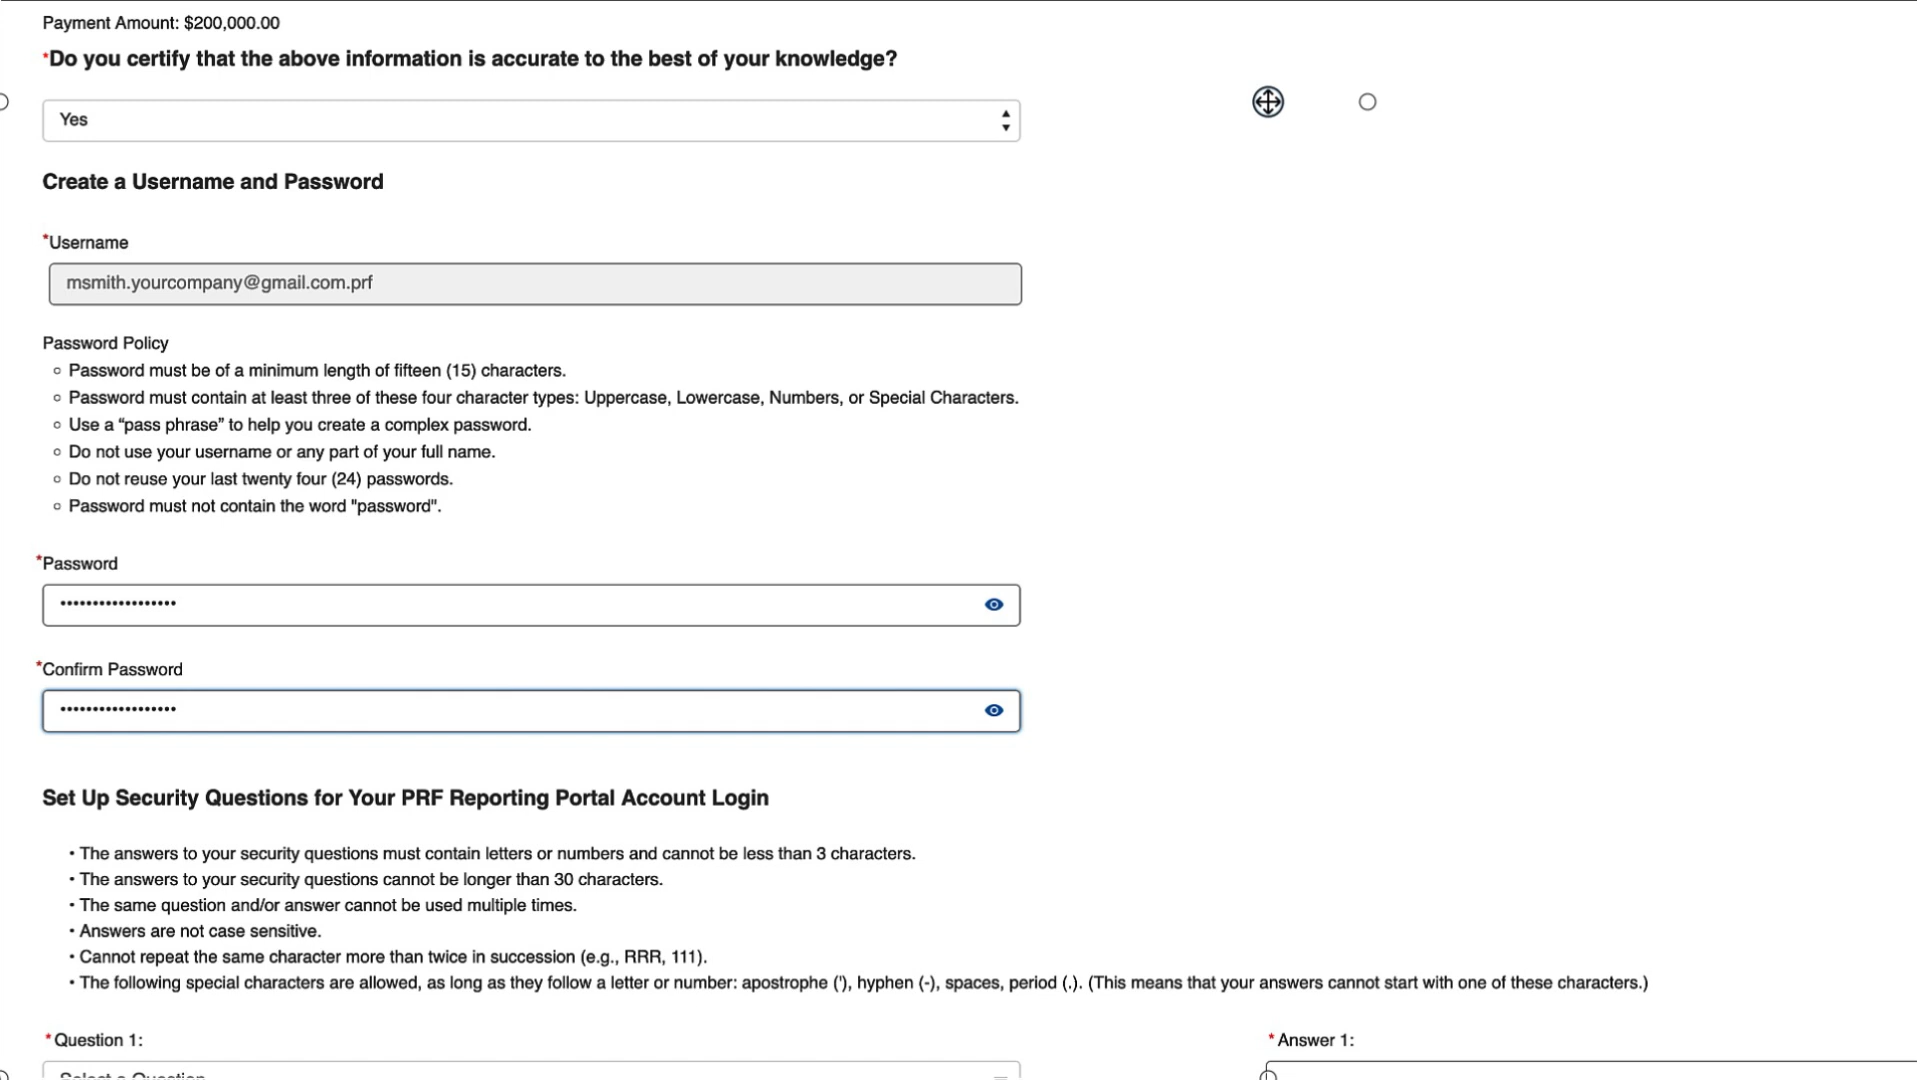 Payment Amount: $200,000.00
*Do you certify that the above information is accurate to the best of your knowledge?
Yes
Create a Username and Password
*Username
msmith.yourcompany@gmail.com.prf
Password Policy
Password must be of a minimum length of fifteen (15) characters.
Password must contain at least three of these four character types: Uppercase, Lowercase, Numbers, or Special Characters.
Use a “pass phrase” to help you create a complex password.
Do not use your username or any part of your full name.
Do not reuse your last twenty four (24) passwords.
Password must not contain the word "password".
*Password
••••••••••••••••••
*Confirm Password
••••••••••••••••••
Set Up Security Questions for Your PRF Reporting Portal Account Login
• The answers to your security questions must contain letters or numbers and cannot be less than 3 characters.
• The answers to your security questions cannot be longer than 30 characters.
• The same question and/or answer cannot be used multiple times.
• Answers are not case sensitive.
• Cannot repeat the same character more than twice in succession (e.g., RRR, 111).
• The following special characters are allowed, as long as they follow a letter or number: apostrophe ('), hyphen (-), spaces, period (.). (This means that your answers cannot start with one of these characters.)
* Question 1:
* Answer 1:
Select a Question